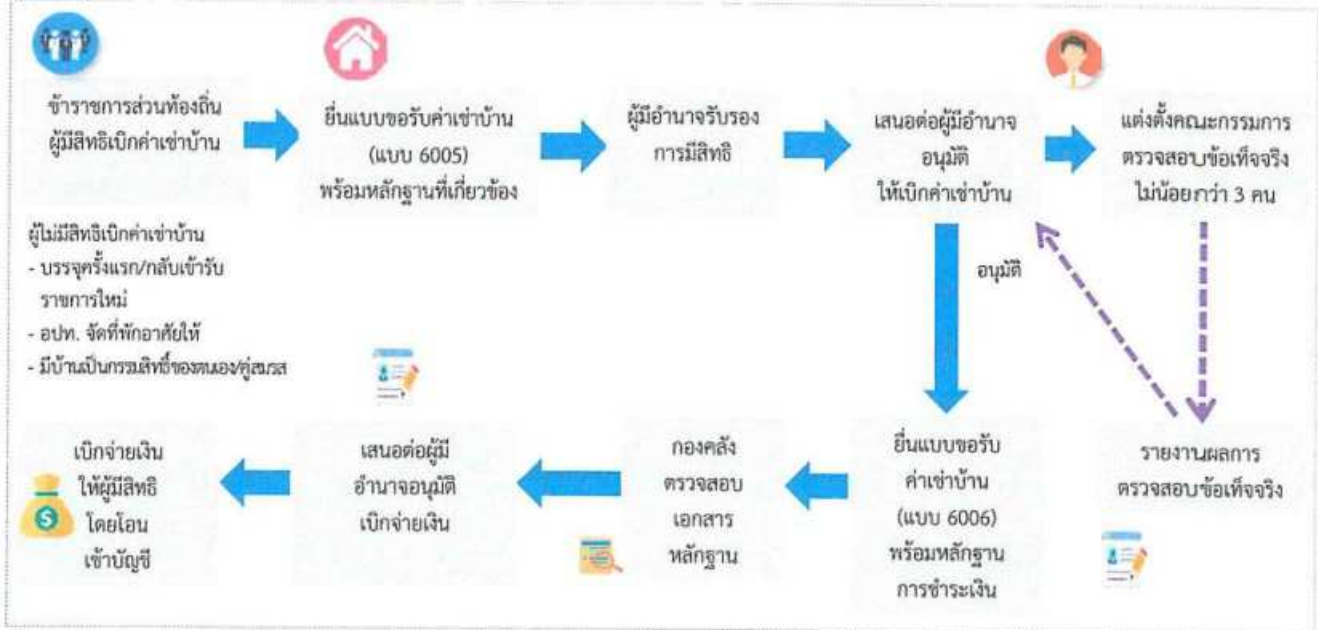 ข้าราชการส่วนท้องถิ่น
ผู้มีสิทธิเบิกค่าเช่าบ้าน
ยื่นแบบขอรับค่าเช่าบ้าน
(แบบ 6005)
พร้อมหลักฐานที่เกี่ยวข้อง
ผู้มีอำนาจรับรอง
การมีสิทธิ
เสนอต่อผู้มีอำนาจ
อนุมัติ
ให้เบิกค่าเช่าบ้าน
แต่งตั้งคณะกรรมการ
ตรวจสอบข้อเท็จจริง
ไม่น้อยกว่า 3 คน
ผู้ไม่มีสิทธิเบิกค่าเช่าบ้าน
- บรรจุครั้งแรก/กลับเข้ารับ
ราชการใหม่
- อปท. จัดที่พักอาศัยให้
- มีบ้านเป็นกรรมสิทธิ์ของตนเอง/คู่สมรส
อนุมัติ
รายงานผลการ
ตรวจสอบข้อเท็จจริง
ยื่นแบบขอรับ
ค่าเช่าบ้าน
(แบบ 6006)
พร้อมหลักฐาน
การชำระเงิน
กองคลัง
ตรวจสอบ
เอกสาร
หลักฐาน
เสนอต่อผู้มี
อำนาจอนุมัติ
เบิกจ่ายเงิน
เบิกจ่ายเงิน
ให้ผู้มีสิทธิ
โดยโอน
เข้าบัญชี